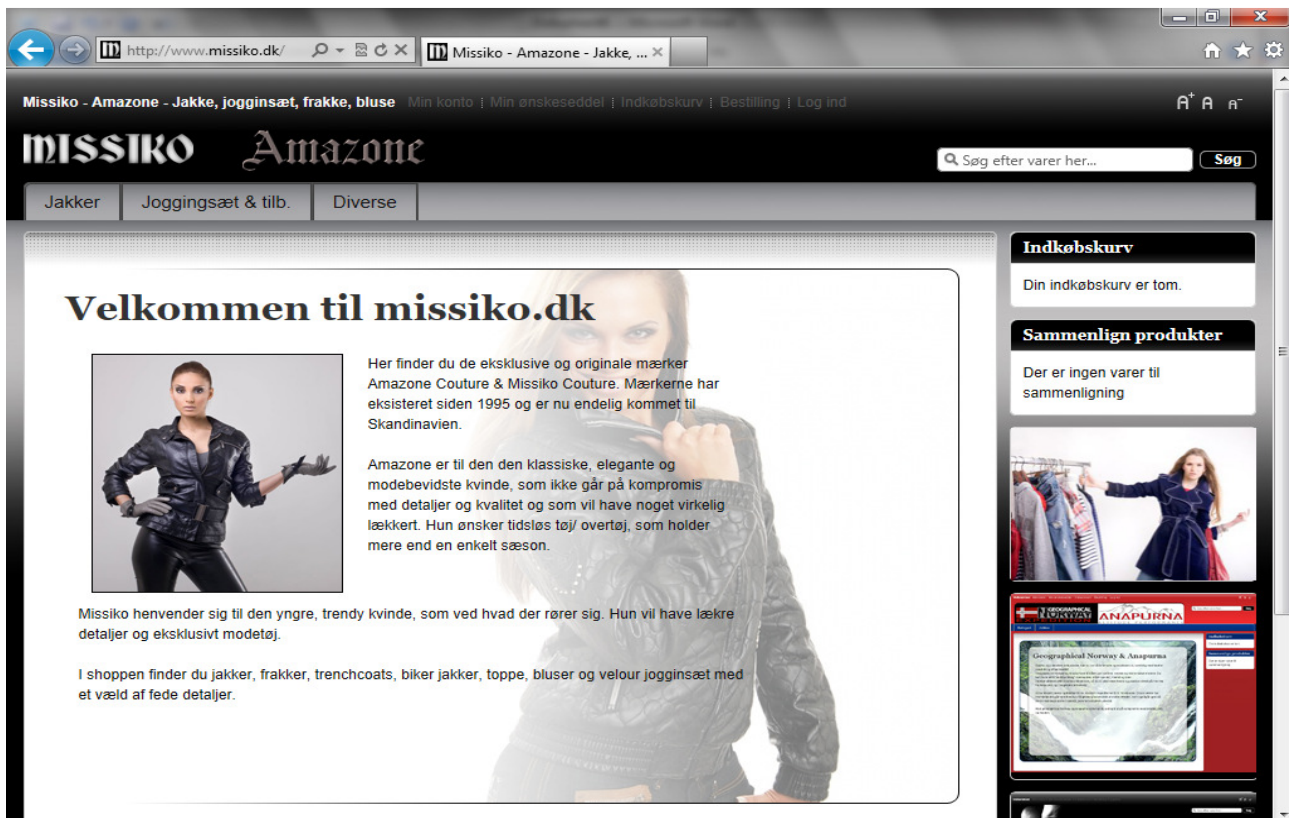 http://www.missiko.dk/
Missiko - Amazone - Jakke, ...
Missiko - Amazone - Jakke, jogginsæt, frakke, bluse Min konto | Min ønskeseddel | Indkøbskurv | Bestilling | Log ind
A+ A A-
MISSIKO Amazone
Søg efter varer her... Søg
Jakker Joggingsæt & tilb. Diverse
Velkommen til missiko.dk
Her finder du de eksklusive og originale mærker
Amazone Couture & Missiko Couture. Mærkerne har
eksisteret siden 1995 og er nu endelig kommet til
Skandinavien.
Amazone er til den den klassiske, elegante og
modebevidste kvinde, som ikke går på kompromis
med detaljer og kvalitet og som vil have noget virkelig
lækkert. Hun ønsker tidsløs tøj/ overtøj, som holder
mere end en enkelt sæson.
Missiko henvender sig til den yngre, trendy kvinde, som ved hvad der rører sig. Hun vil have lækre
detaljer og eksklusivt modetøj.
I shoppen finder du jakker, frakker, trenchcoats, biker jakker, toppe, bluser og velour jogginsæt med
et væld af fede detaljer.
Indkøbskurv
Din indkøbskurv er tom.
Sammenlign produkter
Der er ingen varer til
sammenligning
GEOGRAPHICAL
NORWAY
EXPEDITION
ANAPURNA
Geographical Norway & Anapurna